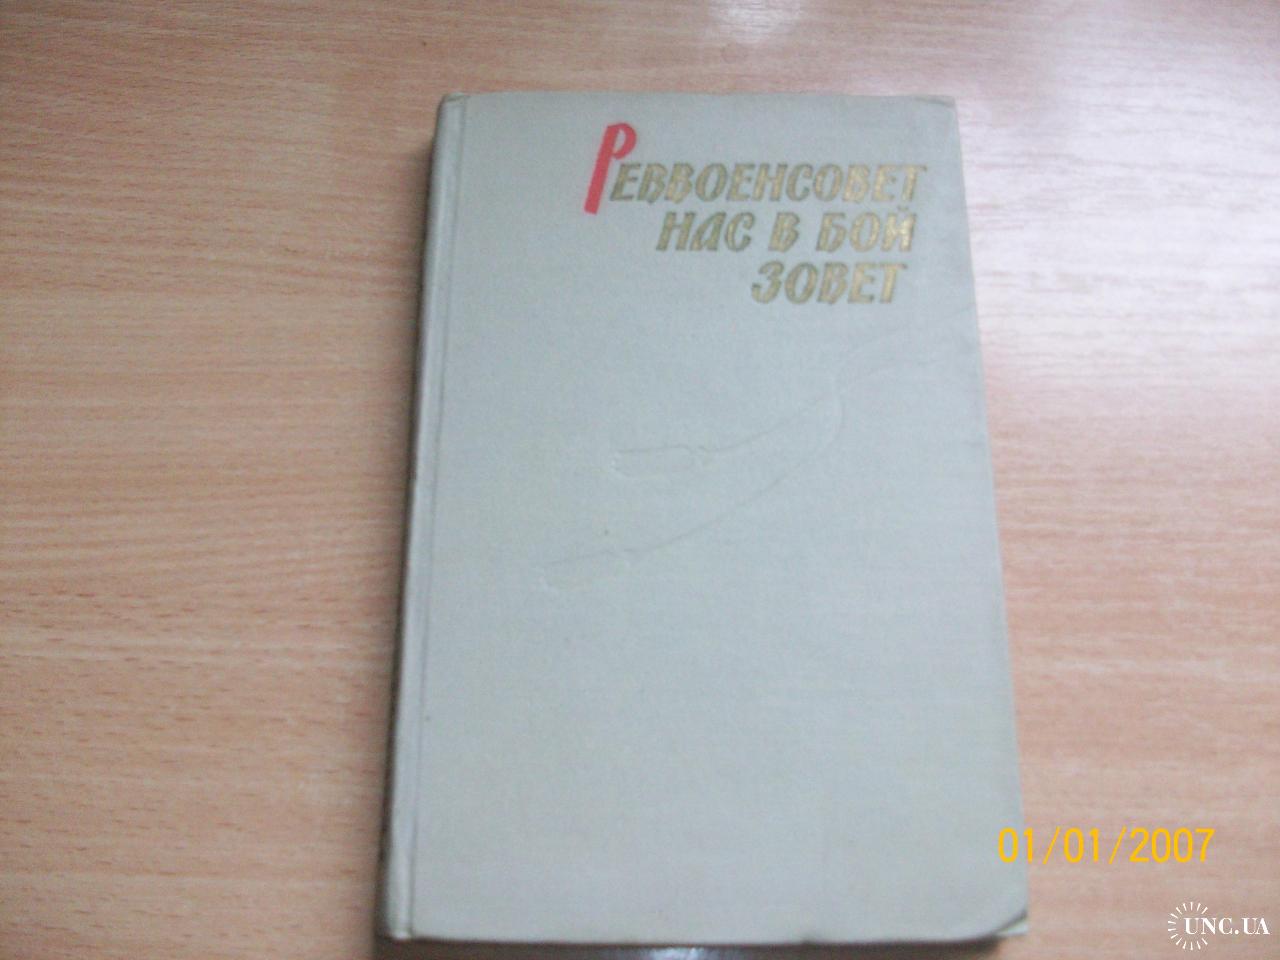 Реввоенсовет
нас в бой
зовет
01/01/2007
UNC.UA